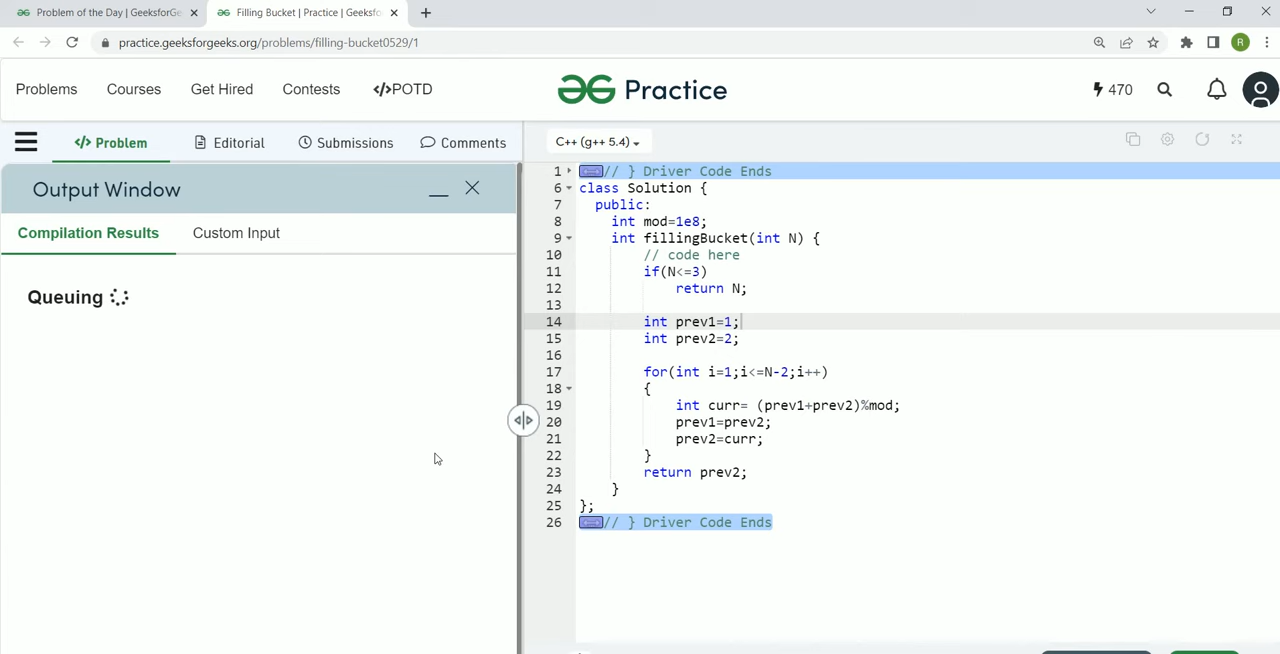 Problem of the Day | GeeksforGe
Filling Bucket | Practice | Geeksfo
practice.geeksforgeeks.org/problems/filling-bucket0529/1
R
Problems
Courses
Get Hired
Contests
</>POTD
Practice
470
</> Problem
Editorial
Submissions
Comments
C++ (g++ 5.4)
Output Window
Compilation Results
Custom Input
Queuing
1 // } Driver Code Ends
6 class Solution {
7 public:
8 int mod=1e8;
9 int fillingBucket(int N) {
10 // code here
11 if(N<=3)
12 return N;
13
14 int prev1=1;
15 int prev2=2;
16
17 for(int i=1;i<=N-2;i++)
18 {
19 int curr= (prev1+prev2)%mod;
20 prev1=prev2;
21 prev2=curr;
22 }
23 return prev2;
24 }
25 };
26 // } Driver Code Ends